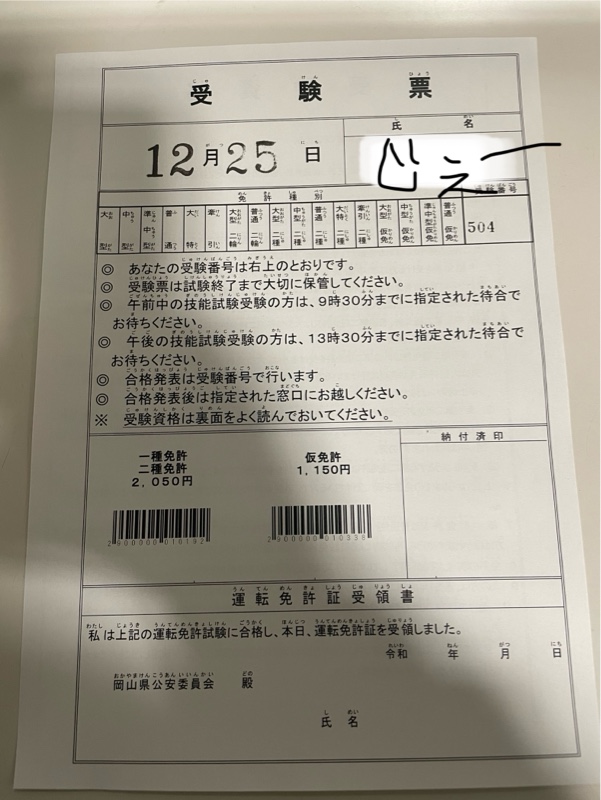 受験票
12月25日
氏名
じえー
免許種別
番号
大型
中型
準中型
普通
大特
牽引
大型二輪
普通二輪
大型二種
中型二種
普通二種
大特二種
牽引二種
大型仮免
中型仮免
準中型仮免
普通仮免
504
◎ あなたの受験番号は右上のとおりです。
◎ 受験票は試験終了まで大切に保管してください。
◎ 午前中の技能試験受験の方は、9時30分までに指定された待合で
お待ちください。
◎ 午後の技能試験受験の方は、13時30分までに指定された待合で
お待ちください。
◎ 合格発表は受験番号で行います。
◎ 合格発表後は指定された窓口にお越しください。
※ 受験資格は裏面をよく読んでおいてください。
納付済印
一種免許
二種免許
2,050円
仮免許
1,150円
2900000010192
2900000010338
運転免許証受領書
私は上記の運転免許試験に合格し、本日、運転免許証を受領しました。
令和 年 月 日
岡山県公安委員会 殿
氏名